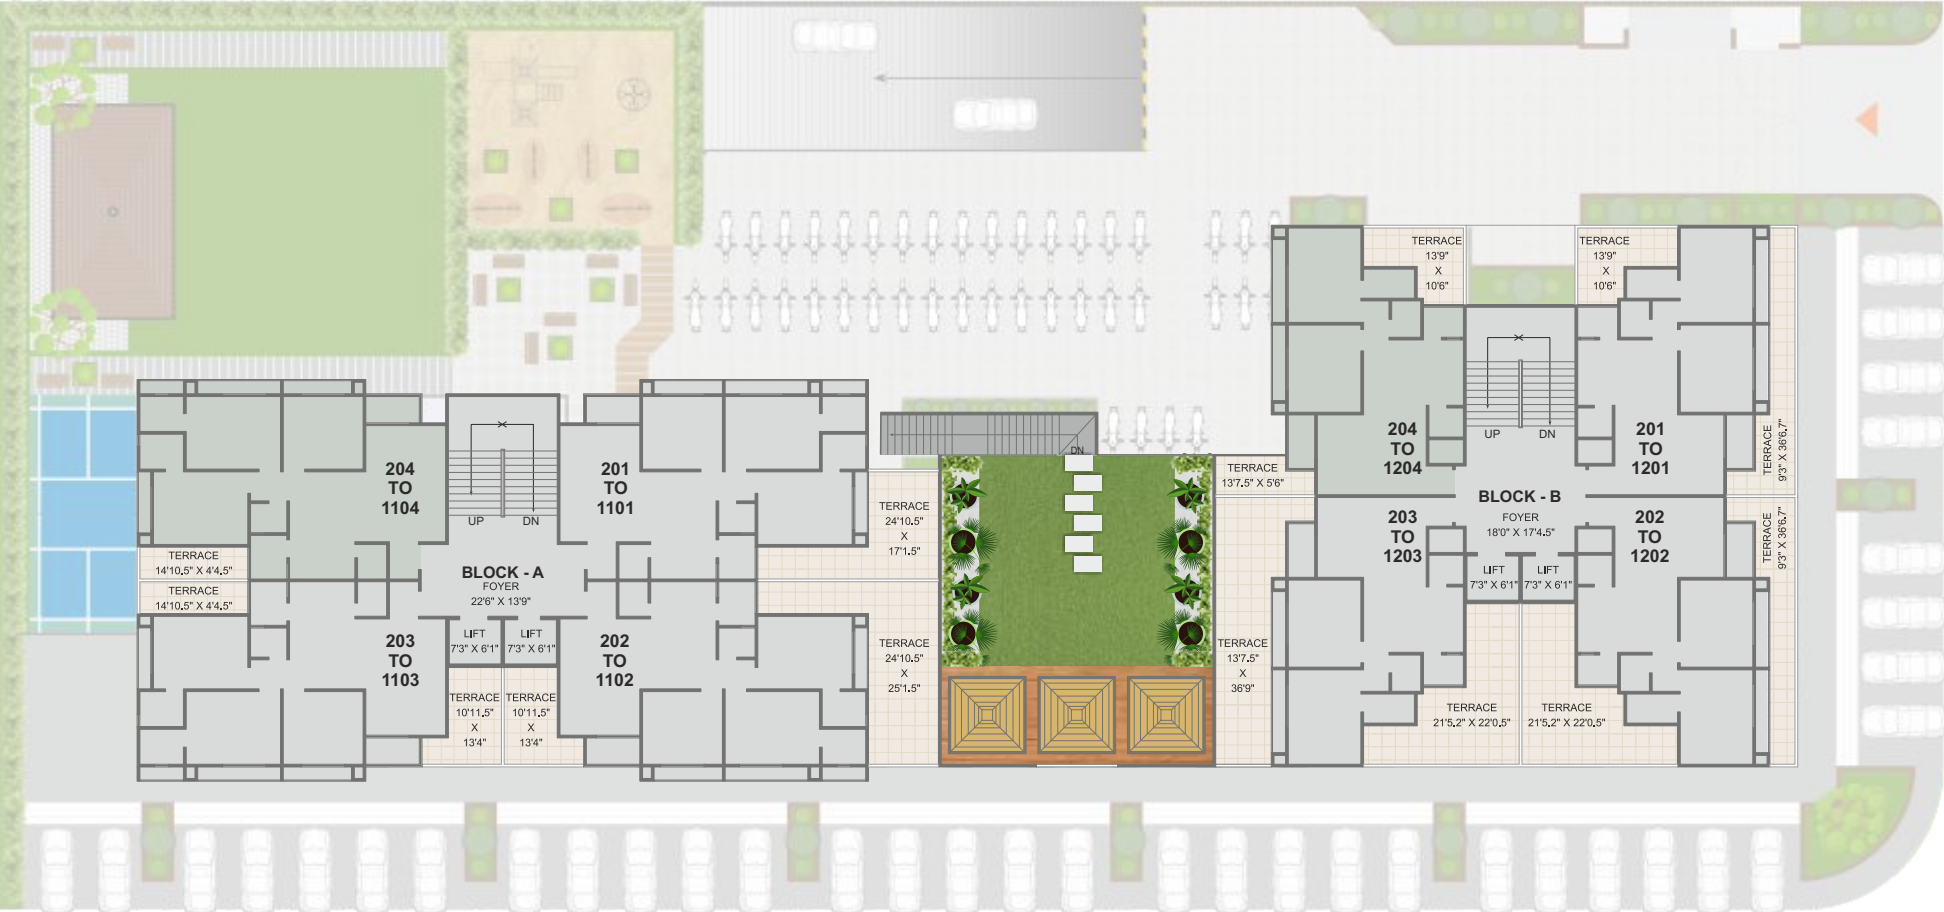 TERRACE
13'9"
X
10'6"
TERRACE
13'9"
X
10'6"
204
TO
1204
UP
DN
201
TO
1201
TERRACE
9'3" X 36'6.7"
TERRACE
13'7.5" X 5'6"
BLOCK - B
FOYER
18'0" X 17'4.5"
203
TO
1203
202
TO
1202
TERRACE
9'3" X 36'6.7"
LIFT
7'3" X 6'1"
LIFT
7'3" X 6'1"
TERRACE
13'7.5"
X
36'9"
TERRACE
21'5.2" X 22'0.5"
TERRACE
21'5.2" X 22'0.5"
DN
204
TO
1104
UP
DN
201
TO
1101
TERRACE
24'10.5"
X
17'1.5"
TERRACE
14'10.5" X 4'4.5"
TERRACE
14'10.5" X 4'4.5"
BLOCK - A
FOYER
22'6" X 13'9"
203
TO
1103
LIFT
7'3" X 6'1"
LIFT
7'3" X 6'1"
202
TO
1102
TERRACE
24'10.5"
X
25'1.5"
TERRACE
10'11.5"
X
13'4"
TERRACE
10'11.5"
X
13'4"